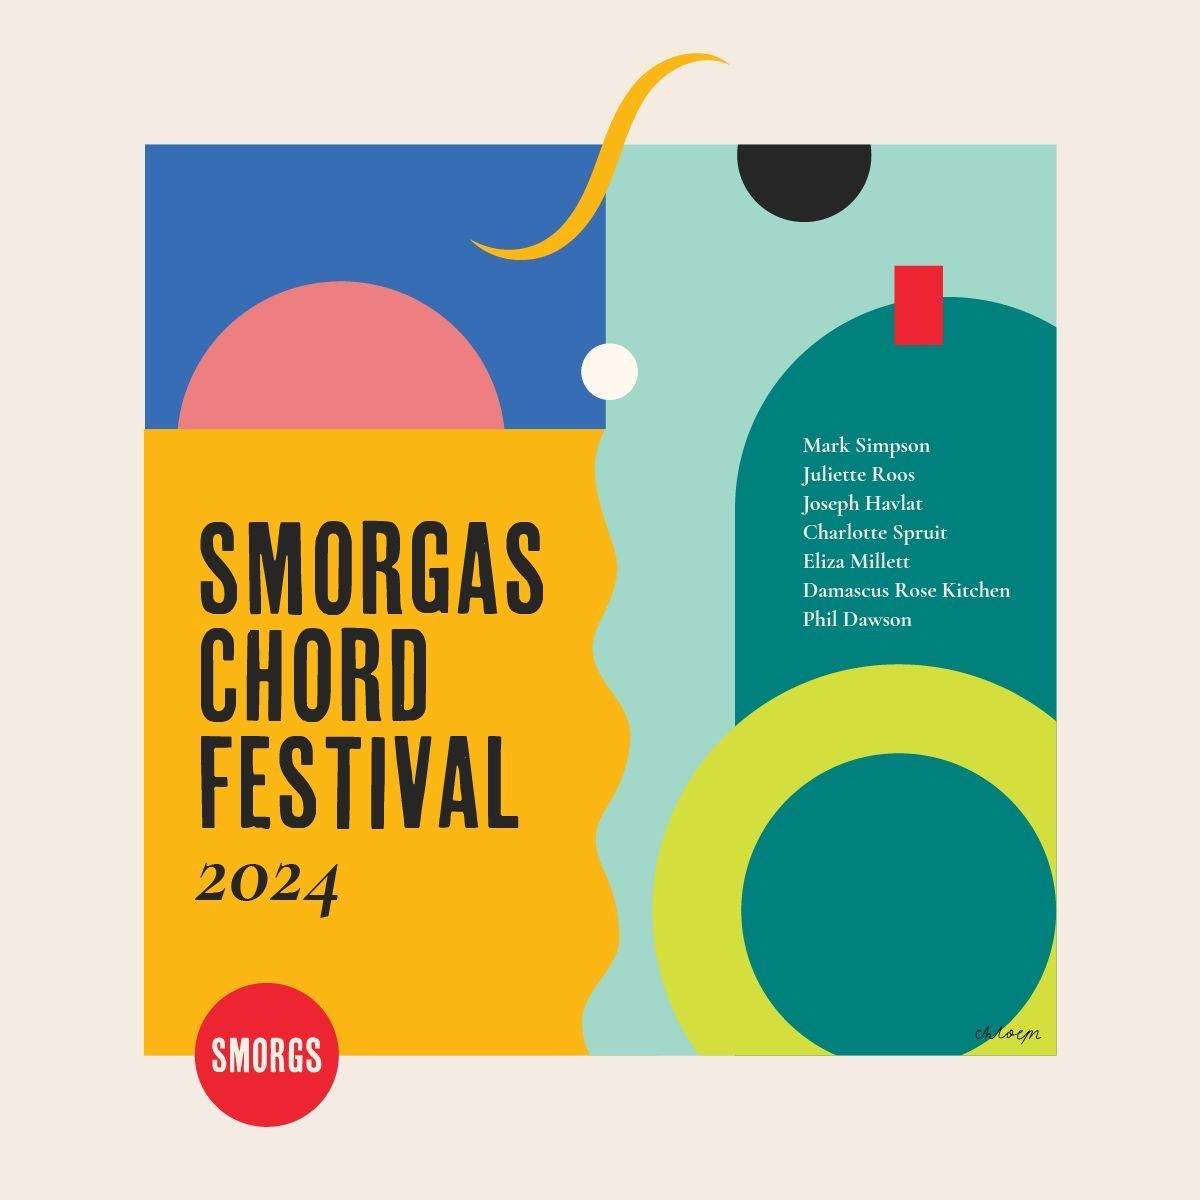 SMORGAS
CHORD
FESTIVAL
2024
SMORGS
Mark Simpson
Juliette Roos
Joseph Havlat
Charlotte Spruit
Eliza Millett
Damascus Rose Kitchen
Phil Dawson